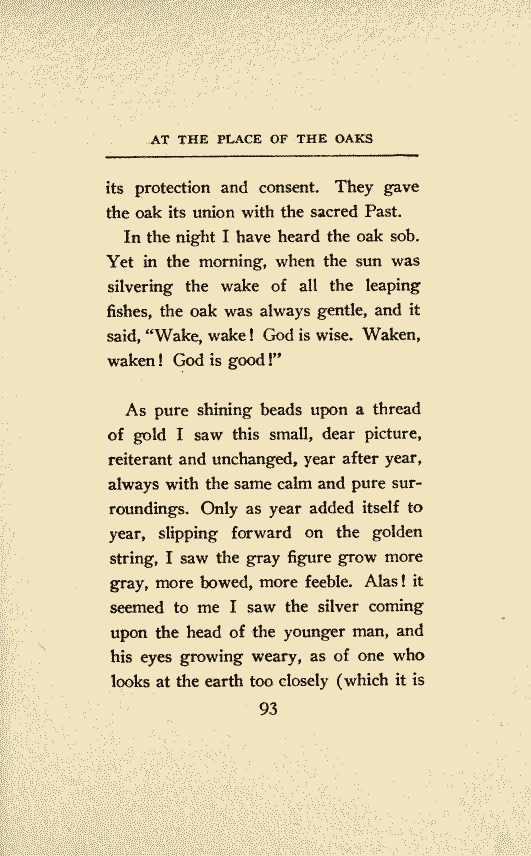 AT THE PLACE OF THE OAKS
its protection and consent. They gave
the oak its union with the sacred Past.
In the night I have heard the oak sob.
Yet in the morning, when the sun was
silvering the wake of all the leaping
fishes, the oak was always gentle, and it
said, “Wake, wake! God is wise. Waken,
waken! God is good!”
As pure shining beads upon a thread
of gold I saw this small, dear picture,
reiterant and unchanged, year after year,
always with the same calm and pure sur-
roundings. Only as year added itself to
year, slipping forward on the golden
string, I saw the gray figure grow more
gray, more bowed, more feeble. Alas! it
seemed to me I saw the silver coming
upon the head of the younger man, and
his eyes growing weary, as of one who
looks at the earth too closely (which it is
93